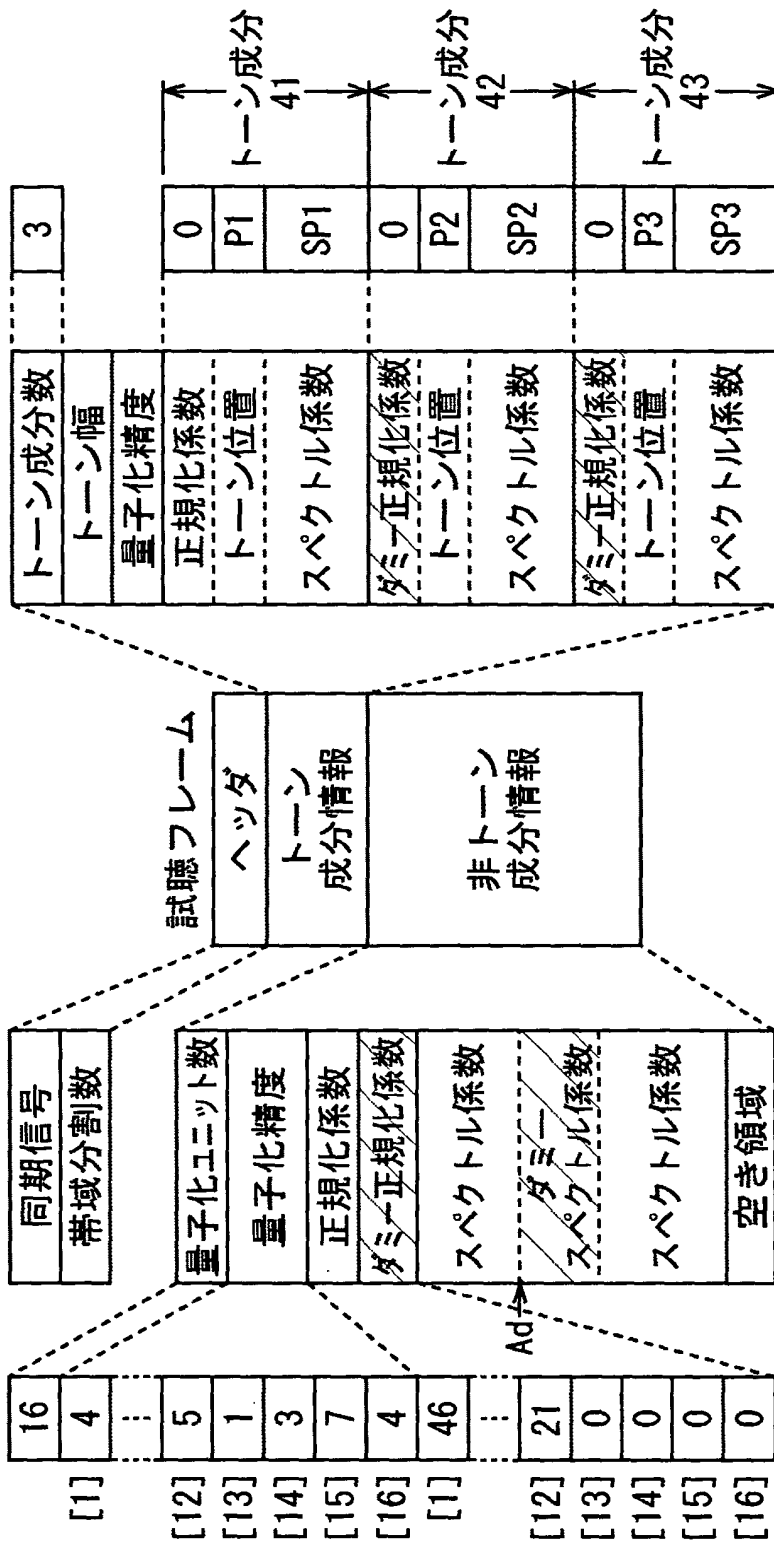 [1]
[12]
[13]
[14]
[15]
[16]
[1]
[12]
[13]
[14]
[15]
[16]
16
4
…
5
1
3
7
4
46
…
21
0
0
0
0
Ad
同期信号
帯域分割数
量子化ユニット数
量子化精度
正規化係数
ダミー正規化係数
スペクトル係数
ダミー
スペクトル係数
スペクトル係数
空き領域
試聴フレーム
ヘッダ
トーン
成分情報
非トーン
成分情報
トーン成分数
トーン幅
量子化精度
正規化係数
トーン位置
スペクトル係数
ダミー正規化係数
トーン位置
スペクトル係数
ダミー正規化係数
トーン位置
スペクトル係数
3
0
P1
SP1
0
P2
SP2
0
P3
SP3
トーン成分
41
トーン成分
42
トーン成分
43